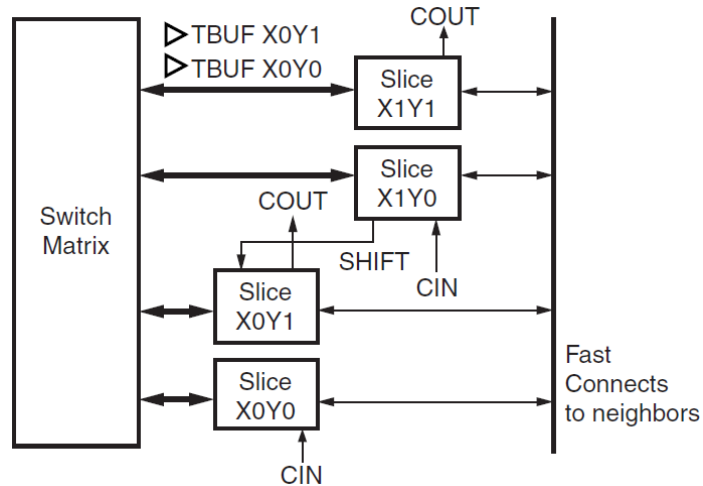 COUT
TBUF X0Y1
TBUF X0Y0
Slice
X1Y1
Slice
X1Y0
COUT
Switch
Matrix
SHIFT
CIN
Slice
X0Y1
Fast
Connects
to neighbors
Slice
X0Y0
CIN